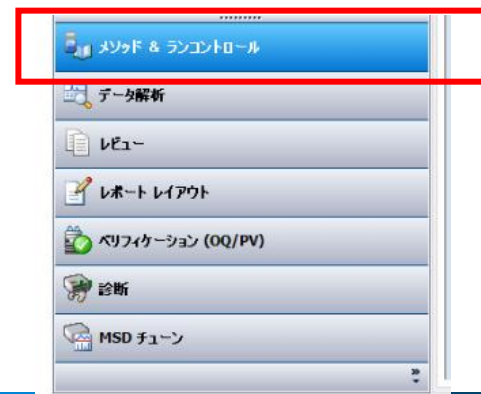 メソッド & ランコントロール
データ解析
レビュー
レポート レイアウト
ベリフィケーション (OQ/PV)
診断
MSD チューン